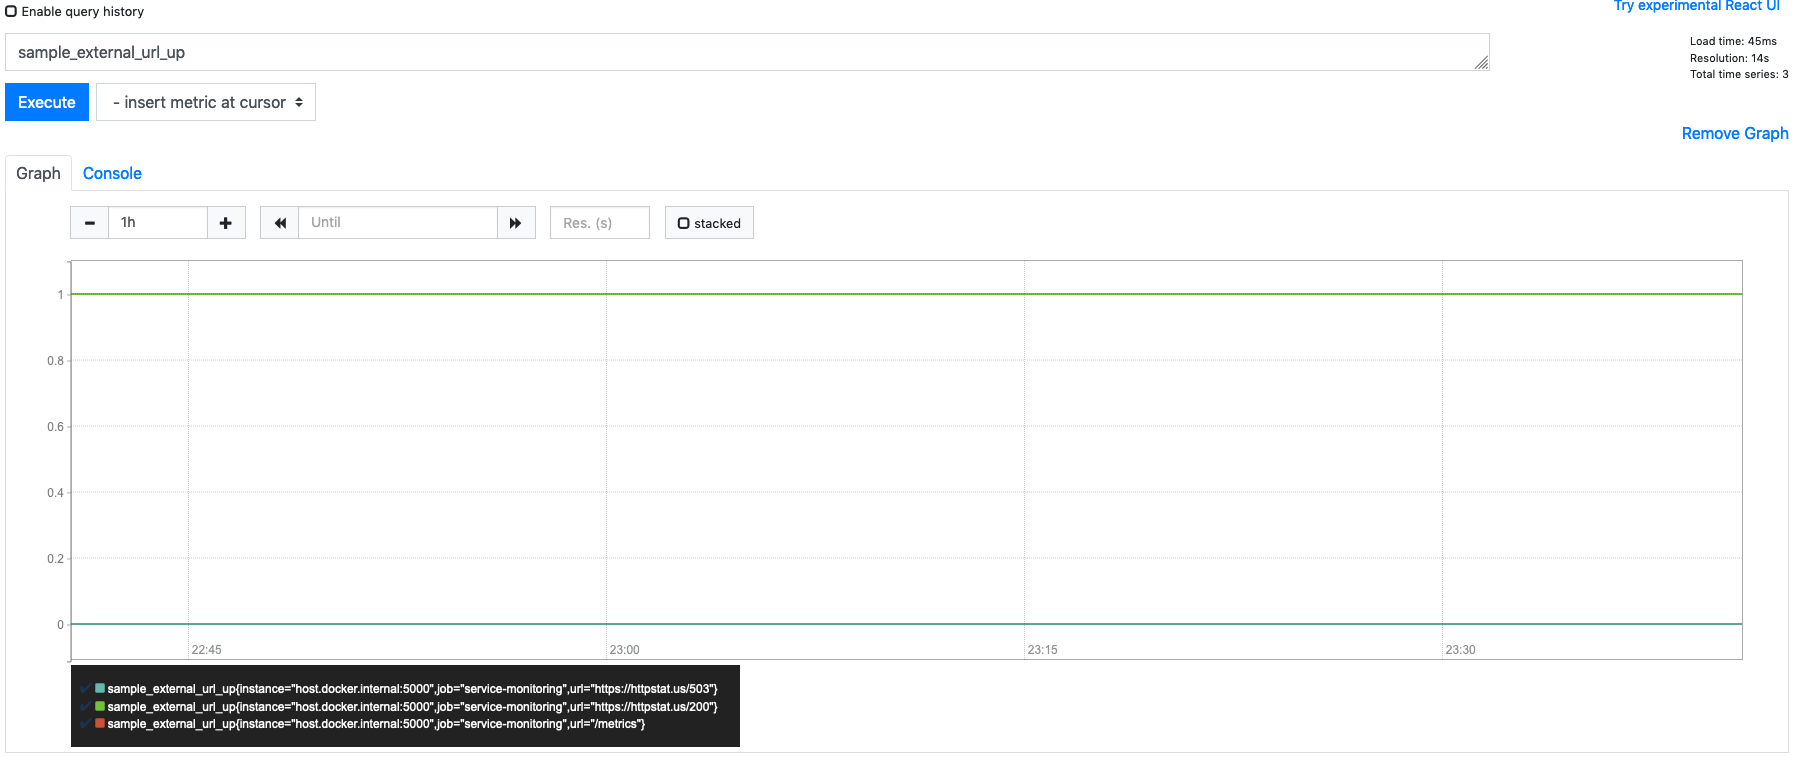 Enable query history
Try experimental React UI
sample_external_url_up
Load time: 45ms
Resolution: 14s
Total time series: 3
Execute
- insert metric at cursor
Remove Graph
Graph
Console
1h
Until
Res. (s)
stacked
1
0.8
0.6
0.4
0.2
0
22:45
23:00
23:15
23:30
sample_external_url_up{instance="host.docker.internal:5000",job="service-monitoring",url="https://httpstat.us/503"}
sample_external_url_up{instance="host.docker.internal:5000",job="service-monitoring",url="https://httpstat.us/200"}
sample_external_url_up{instance="host.docker.internal:5000",job="service-monitoring",url="/metrics"}